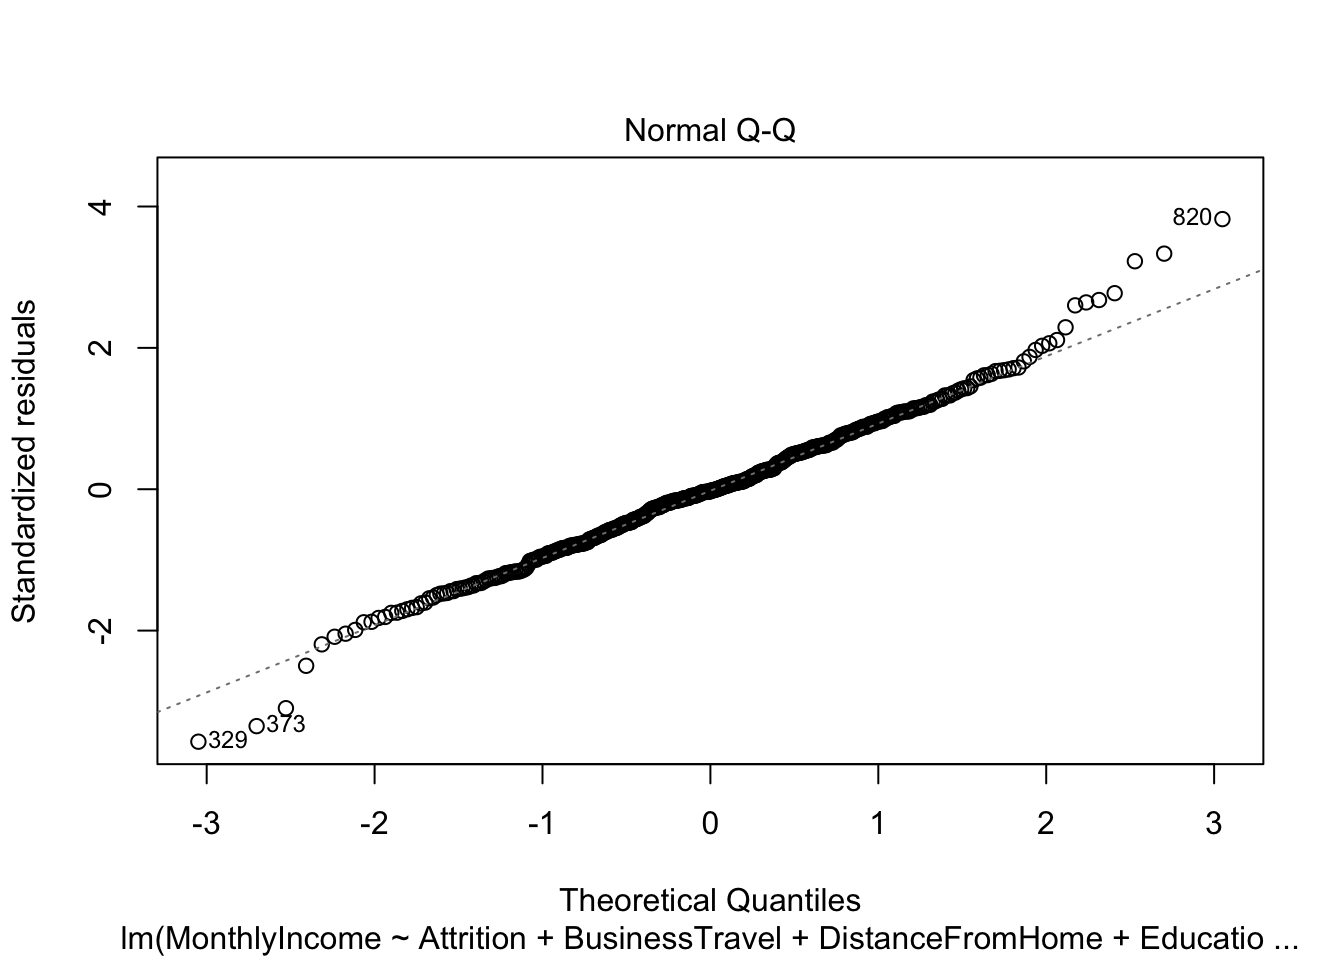 Normal Q-Q
4
2
0
-2
Standardized residuals
820
373
329
-3 -2 -1 0 1 2 3
Theoretical Quantiles
lm(MonthlyIncome ~ Attrition + BusinessTravel + DistanceFromHome + Educatio ...